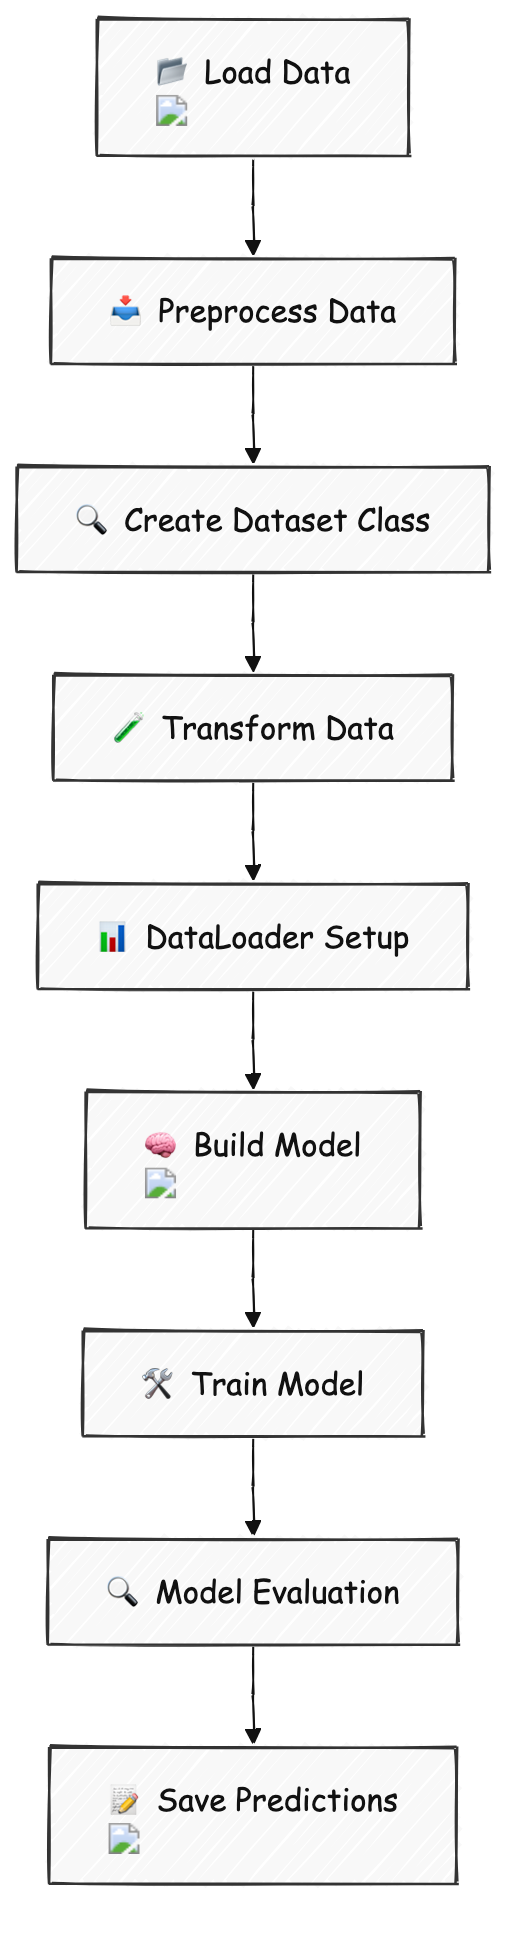 Load Data
Preprocess Data
Create Dataset Class
Transform Data
DataLoader Setup
Build Model
Train Model
Model Evaluation
Save Predictions